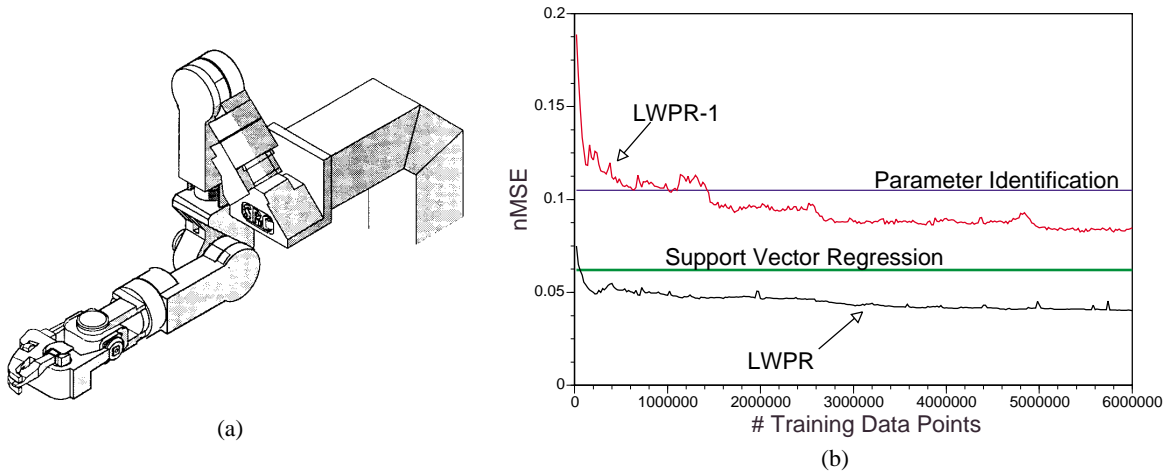 (a)
0.2
0.15
0.1
0.05
0
nMSE
LWPR-1
Parameter Identification
Support Vector Regression
LWPR
0 1000000 2000000 3000000 4000000 5000000 6000000
# Training Data Points
(b)